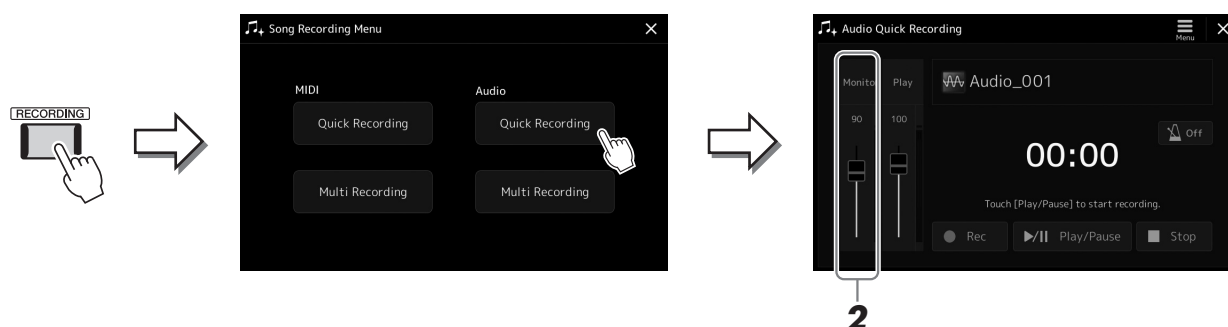 RECORDING
Song Recording Menu
MIDI
Audio
Quick Recording
Quick Recording
Multi Recording
Multi Recording
Audio Quick Recording
Menu
Monito
Play
90
100
Audio_001
Off
00:00
Touch [Play/Pause] to start recording.
Rec
Play/Pause
Stop
2